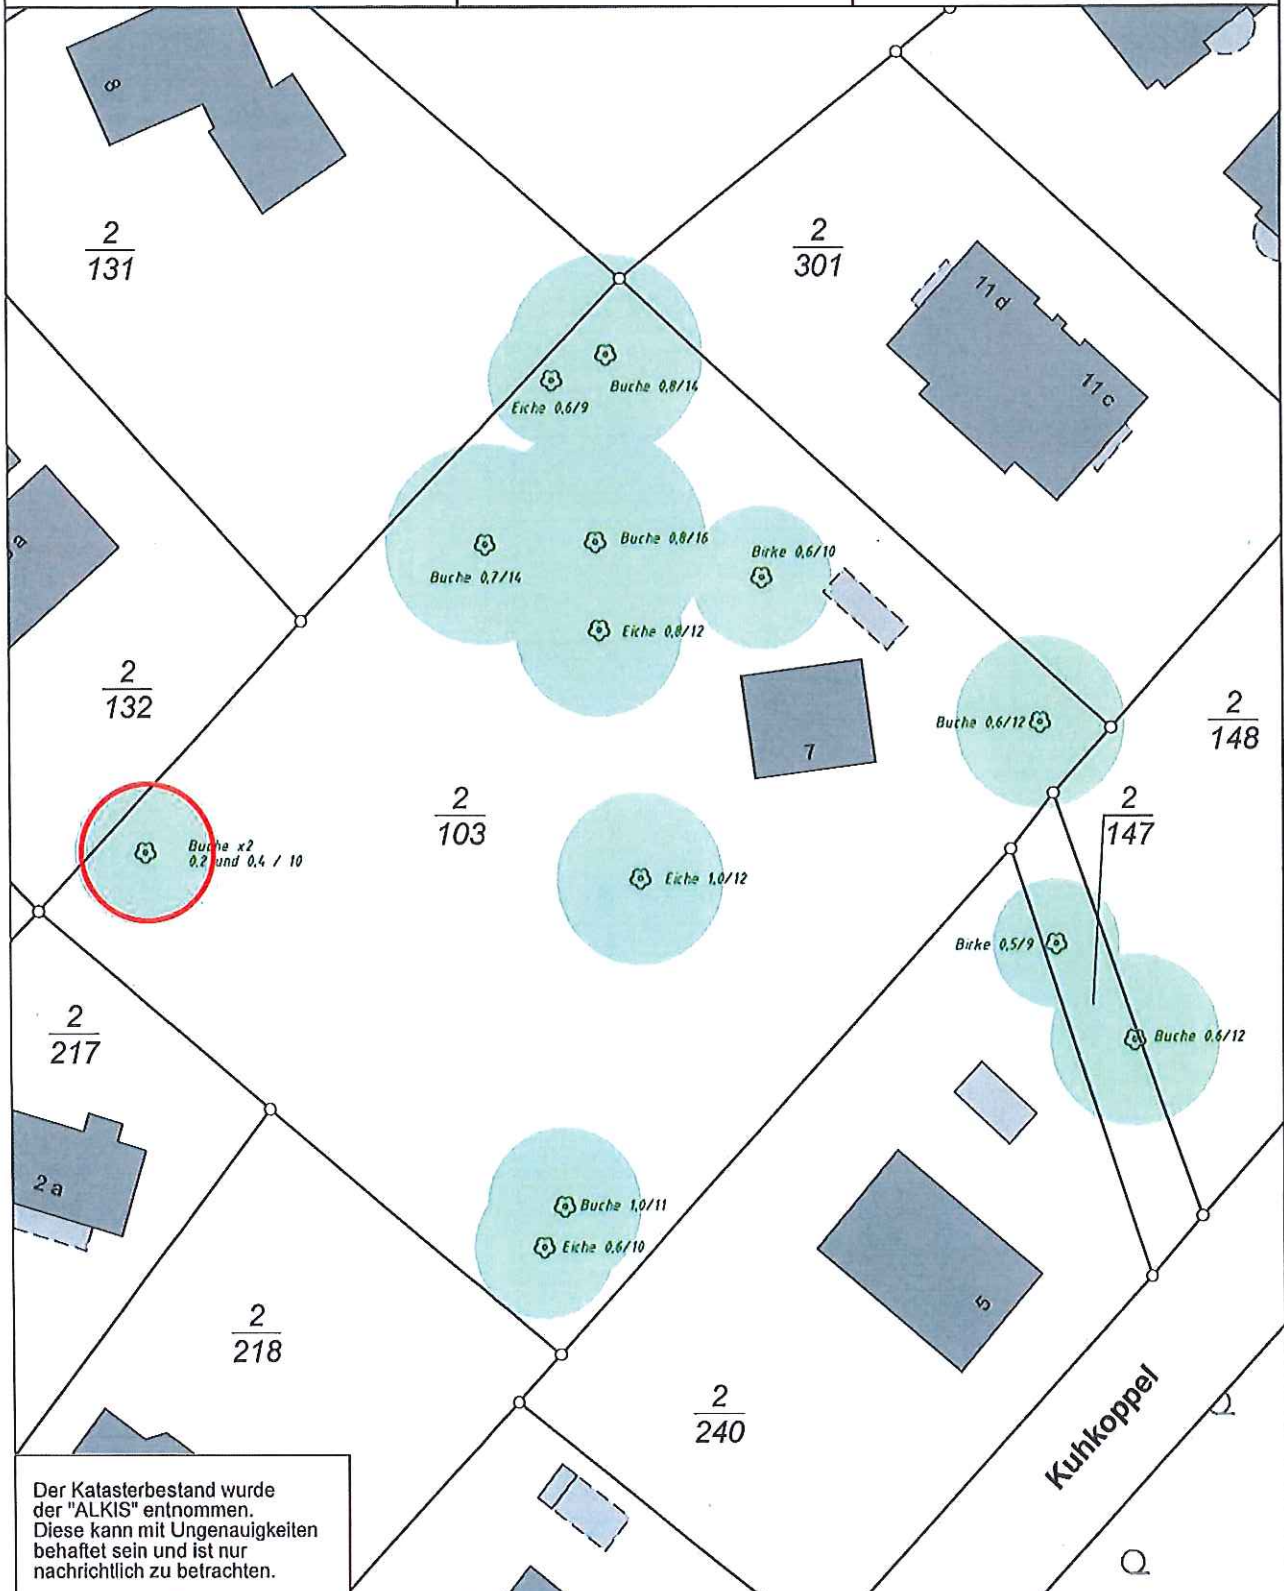 8
2
131
2
301
11 d
11 c
Buche 0,8/14
Eiche 0,6/9
a
Buche 0,8/16
Birke 0,6/10
Buche 0,7/14
Eiche 0,8/12
2
132
Buche 0,6/12
2
148
7
2
103
2
147
Buche x2
0,2 und 0,4 / 10
Eiche 1,0/12
Birke 0,5/9
2
217
Buche 0,6/12
2 a
Buche 1,0/11
Eiche 0,6/10
5
2
218
2
240
Kuhkoppel
Der Katasterbestand wurde
der "ALKIS" entnommen.
Diese kann mit Ungenauigkeiten
behaftet sein und ist nur
nachrichtlich zu betrachten.